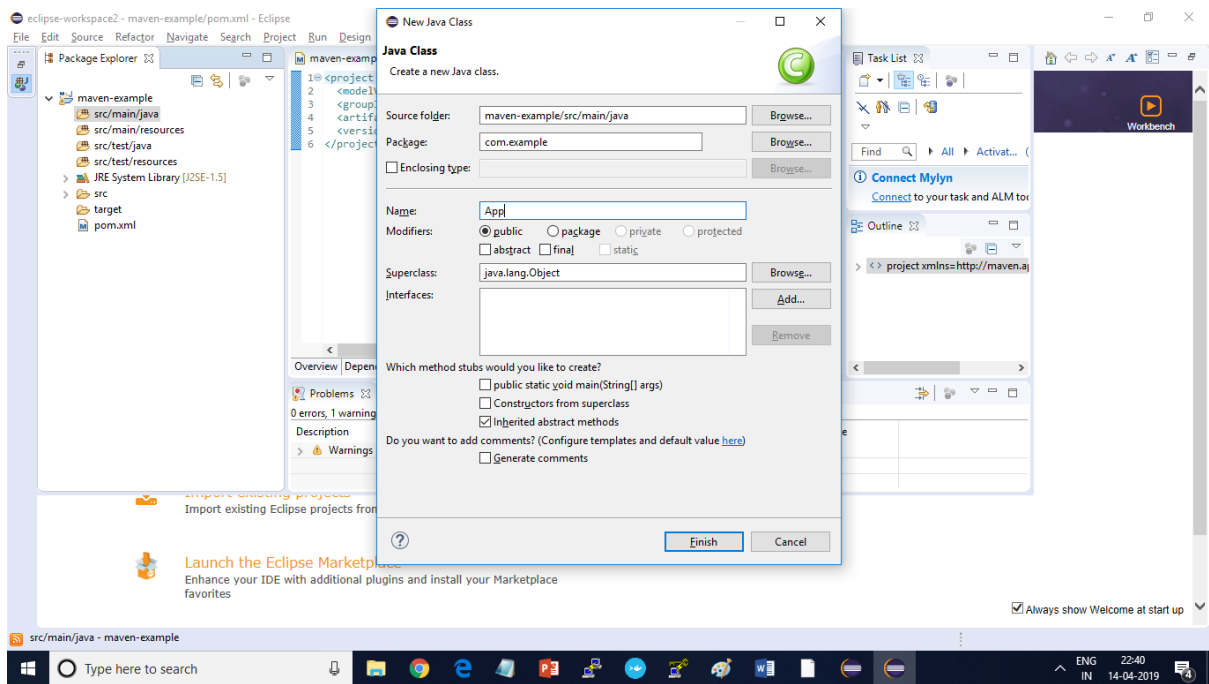 eclipse-workspace2 - maven-example/pom.xml - Eclipse
File Edit Source Refactor Navigate Search Project Run Design
Package Explorer
maven-example
src/main/java
src/main/resources
src/test/java
src/test/resources
JRE System Library [J2SE-1.5]
src
target
pom.xml
maven-examp
1 <project
2 <modelV
3 <group
4 <artifa
5 <versio
6 </project
Overview Depen
Problems
0 errors, 1 warning
Description
Warnings
New Java Class
Java Class
Create a new Java class.
Source folder: maven-example/src/main/java Browse...
Package: com.example Browse...
Enclosing type: Browse...
Name: App
Modifiers: public package private protected
abstract final static
Superclass: java.lang.Object Browse...
Interfaces: Add...
Remove
Which method stubs would you like to create?
public static void main(String[] args)
Constructors from superclass
Inherited abstract methods
Do you want to add comments? (Configure templates and default value here)
Generate comments
Finish Cancel
Task List
Find All Activat...
Connect Mylyn
Connect to your task and ALM too
Outline
project xmlns=http://maven.a
e
Workbench
Import existing projects
Import existing Eclipse projects from
Launch the Eclipse Marketplace
Enhance your IDE with additional plugins and install your Marketplace
favorites
Always show Welcome at start up
src/main/java - maven-example
Type here to search
ENG 22:40
IN 14-04-2019
4